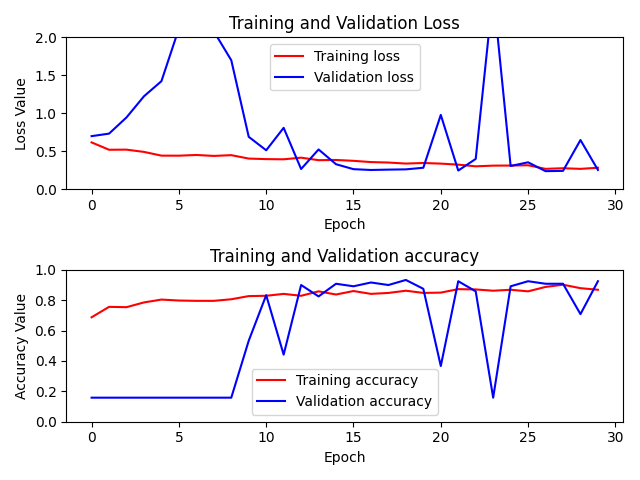 Training and Validation Loss
2.0
1.5
1.0
0.5
0.0
Loss Value
Training loss
Validation loss
0 5 10 15 20 25 30
Epoch
Training and Validation accuracy
1.0
0.8
0.6
0.4
0.2
0.0
Accuracy Value
Training accuracy
Validation accuracy
0 5 10 15 20 25 30
Epoch